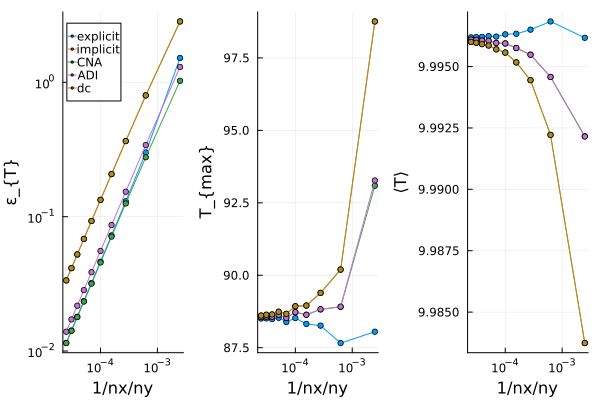 ε_{T}
10⁰
10⁻¹
10⁻²
explicit
implicit
CNA
ADI
dc
10⁻⁴
10⁻³
1/nx/ny
T_{max}
97.5
95.0
92.5
90.0
87.5
10⁻⁴
10⁻³
1/nx/ny
⟨T⟩
9.9950
9.9925
9.9900
9.9875
9.9850
10⁻⁴
10⁻³
1/nx/ny